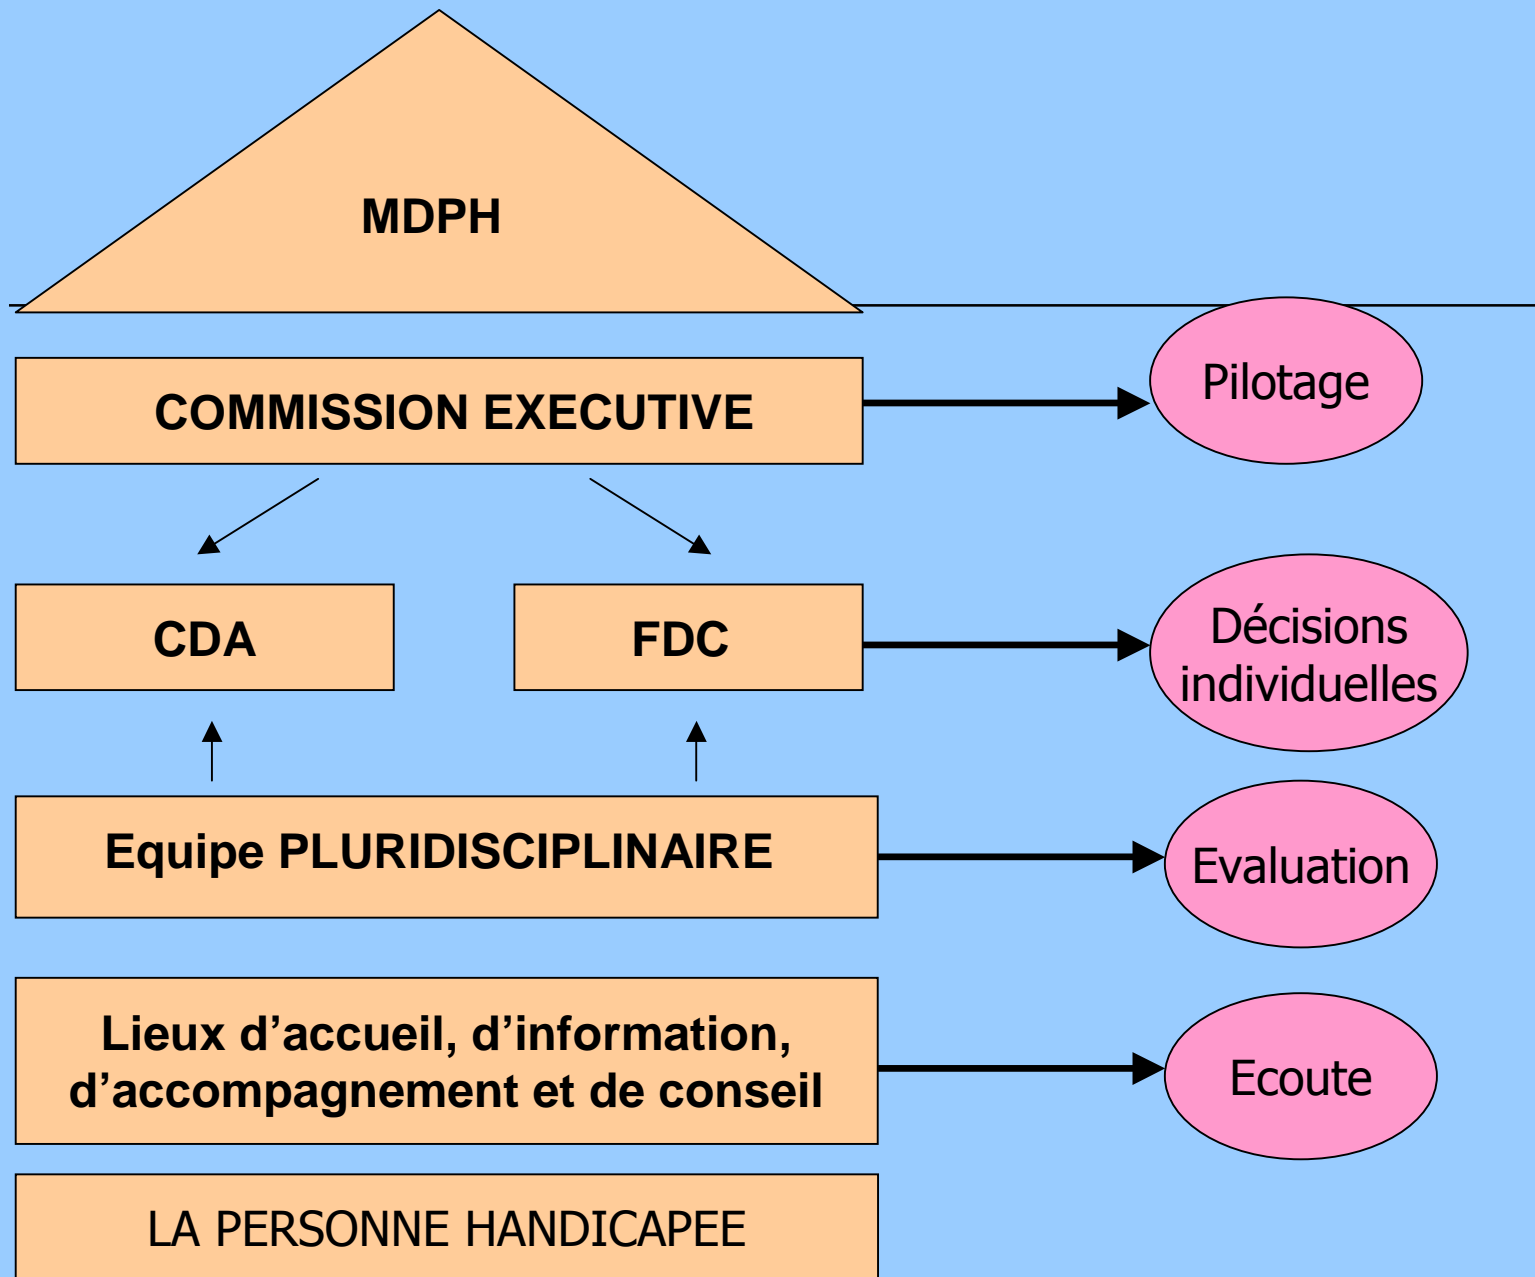 MDPH
COMMISSION EXECUTIVE
Pilotage
CDA
FDC
Décisions
individuelles
Equipe PLURIDISCIPLINAIRE
Evaluation
Lieux d’accueil, d’information,
d’accompagnement et de conseil
Ecoute
LA PERSONNE HANDICAPEE